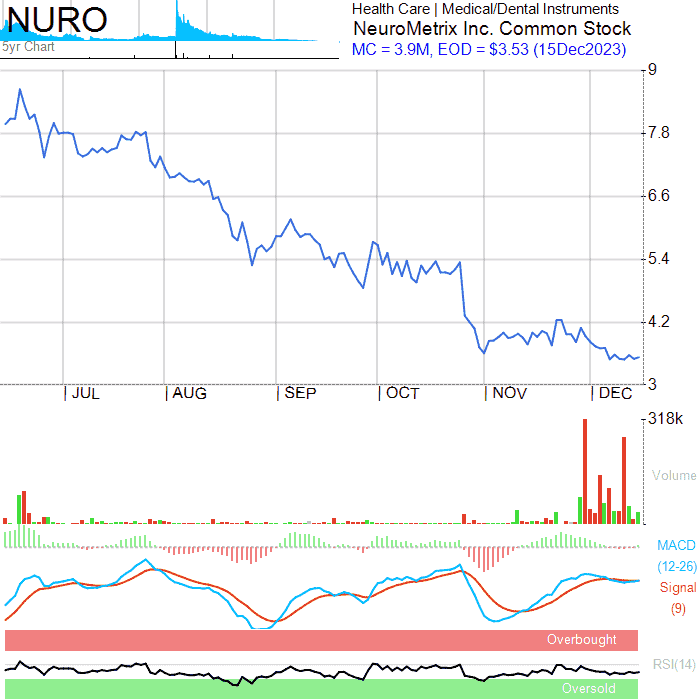 NURO
5yr Chart
Health Care | Medical/Dental Instruments
NeuroMetrix Inc. Common Stock
MC = 3.9M, EOD = $3.53 (15Dec2023)
9
7.8
6.6
5.4
4.2
3
| JUL | AUG | SEP | OCT | NOV | DEC
318k
Volume
MACD
(12-26)
Signal
(9)
Overbought
RSI(14)
Oversold